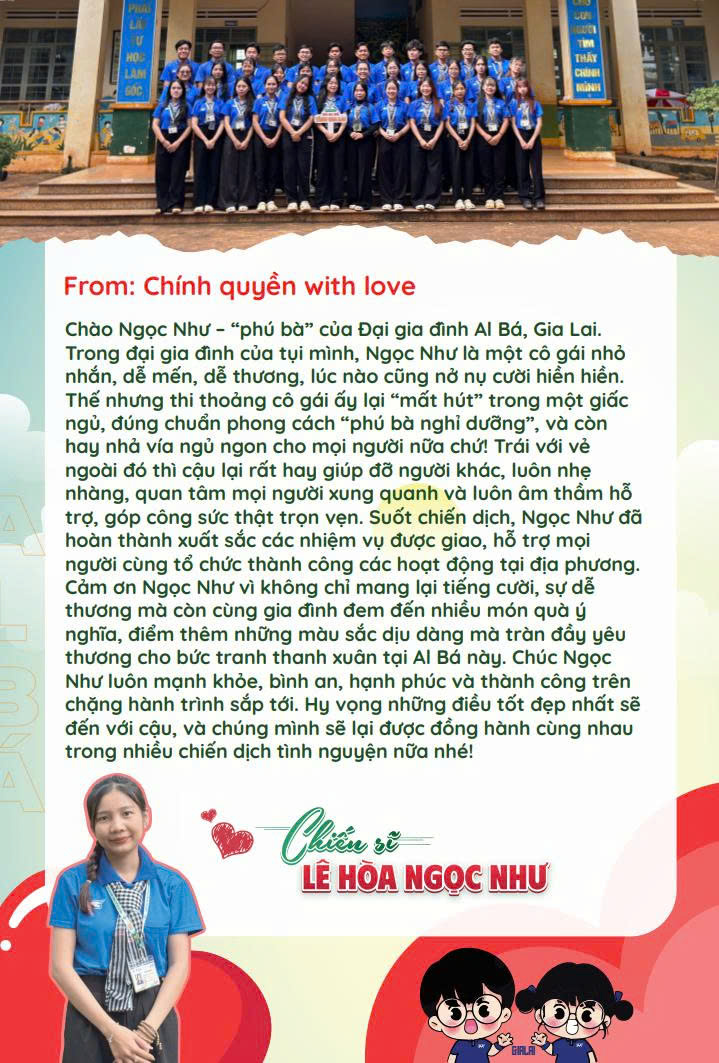 PHẢI
LẤY
TỰ
HỌC
LÀM
CỐT
CHO
CON
NGƯỜI
TÌM
THẤY
CHÍNH
MÌNH
From: Chính quyền with love
Chào Ngọc Như – “phú bà” của Đại gia đình Al Bá, Gia Lai.
Trong đại gia đình của tụi mình, Ngọc Như là một cô gái nhỏ
nhắn, dễ mến, dễ thương, lúc nào cũng nở nụ cười hiền hiền.
Thế nhưng thi thoảng cô gái ấy lại “mất hút” trong một giấc
ngủ, đúng chuẩn phong cách “phú bà nghỉ dưỡng”, và còn
hay nhả vía ngủ ngon cho mọi người nữa chứ! Trái với vẻ
ngoài đó thì cậu lại rất hay giúp đỡ người khác, luôn nhẹ
nhàng, quan tâm mọi người xung quanh và luôn âm thầm hỗ
trợ, góp công sức thật trọn vẹn. Suốt chiến dịch, Ngọc Như đã
hoàn thành xuất sắc các nhiệm vụ được giao, hỗ trợ mọi
người cùng tổ chức thành công các hoạt động tại địa phương.
Cảm ơn Ngọc Như vì không chỉ mang lại tiếng cười, sự dễ
thương mà còn cùng gia đình đem đến nhiều món quà ý
nghĩa, điểm thêm những màu sắc dịu dàng mà tràn đầy yêu
thương cho bức tranh thanh xuân tại Al Bá này. Chúc Ngọc
Như luôn mạnh khỏe, bình an, hạnh phúc và thành công trên
chặng hành trình sắp tới. Hy vọng những điều tốt đẹp nhất sẽ
đến với cậu, và chúng mình sẽ lại được đồng hành cùng nhau
trong nhiều chiến dịch tình nguyện nữa nhé!
AL BÁ
Chiến sĩ
LÊ HÒA NGỌC NHƯ
GIA LAI